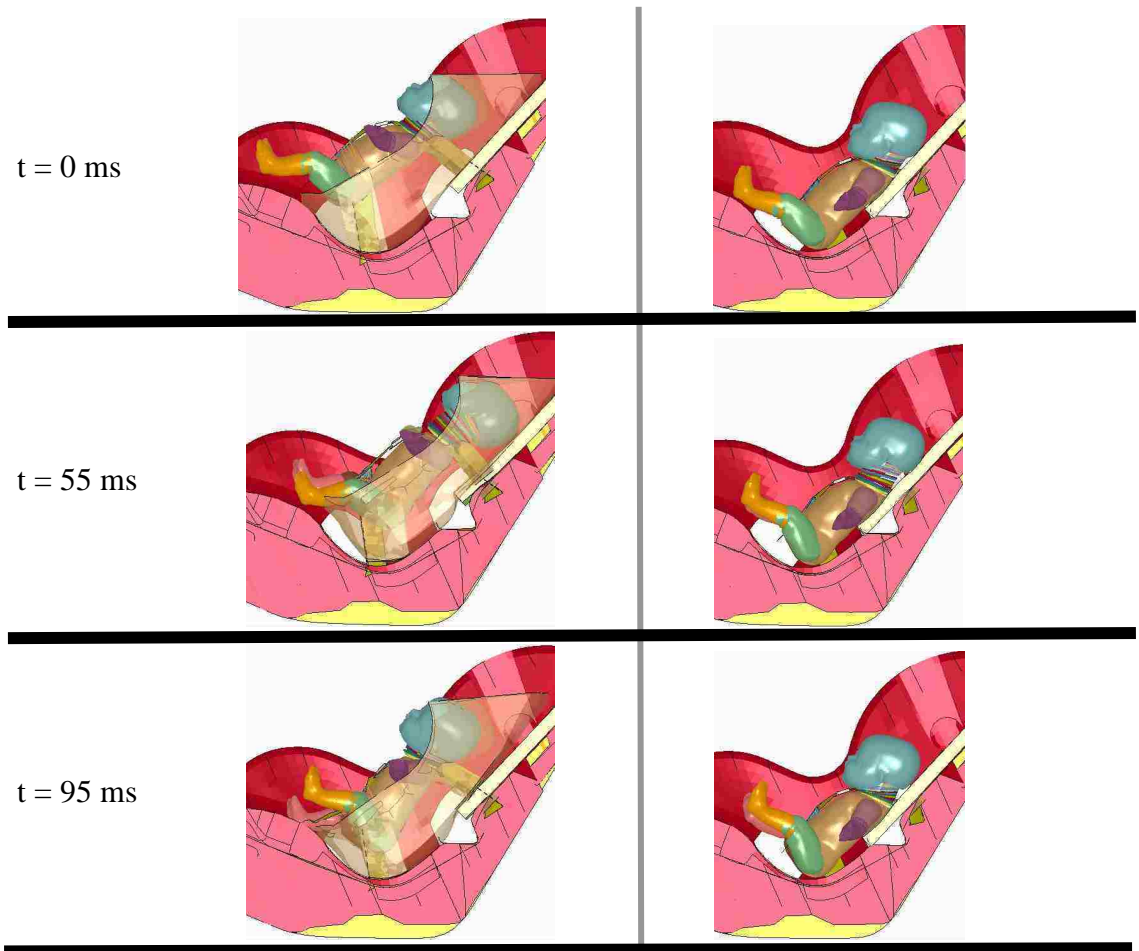 t = 0 ms
t = 55 ms
t = 95 ms